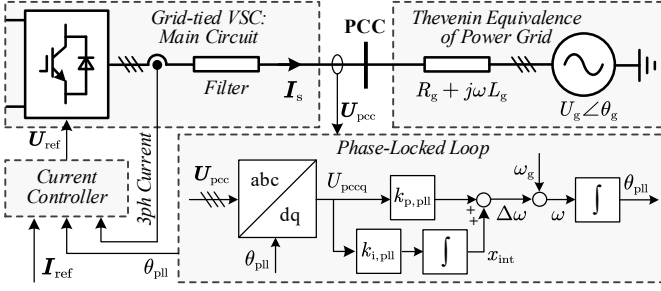 Grid-tied VSC:
Main Circuit
Filter
I_s
PCC
U_pcc
Thevenin Equivalence
of Power Grid
R_g + jωL_g
U_g∠θ_g
U_ref
Current
Controller
3ph Current
I_ref
θ_pll
Phase-Locked Loop
U_pcc
abc
dq
θ_pll
U_pccq
k_p,pll
k_i,pll
∫
x_int
+
+
Δω
ω_g
ω
∫
θ_pll